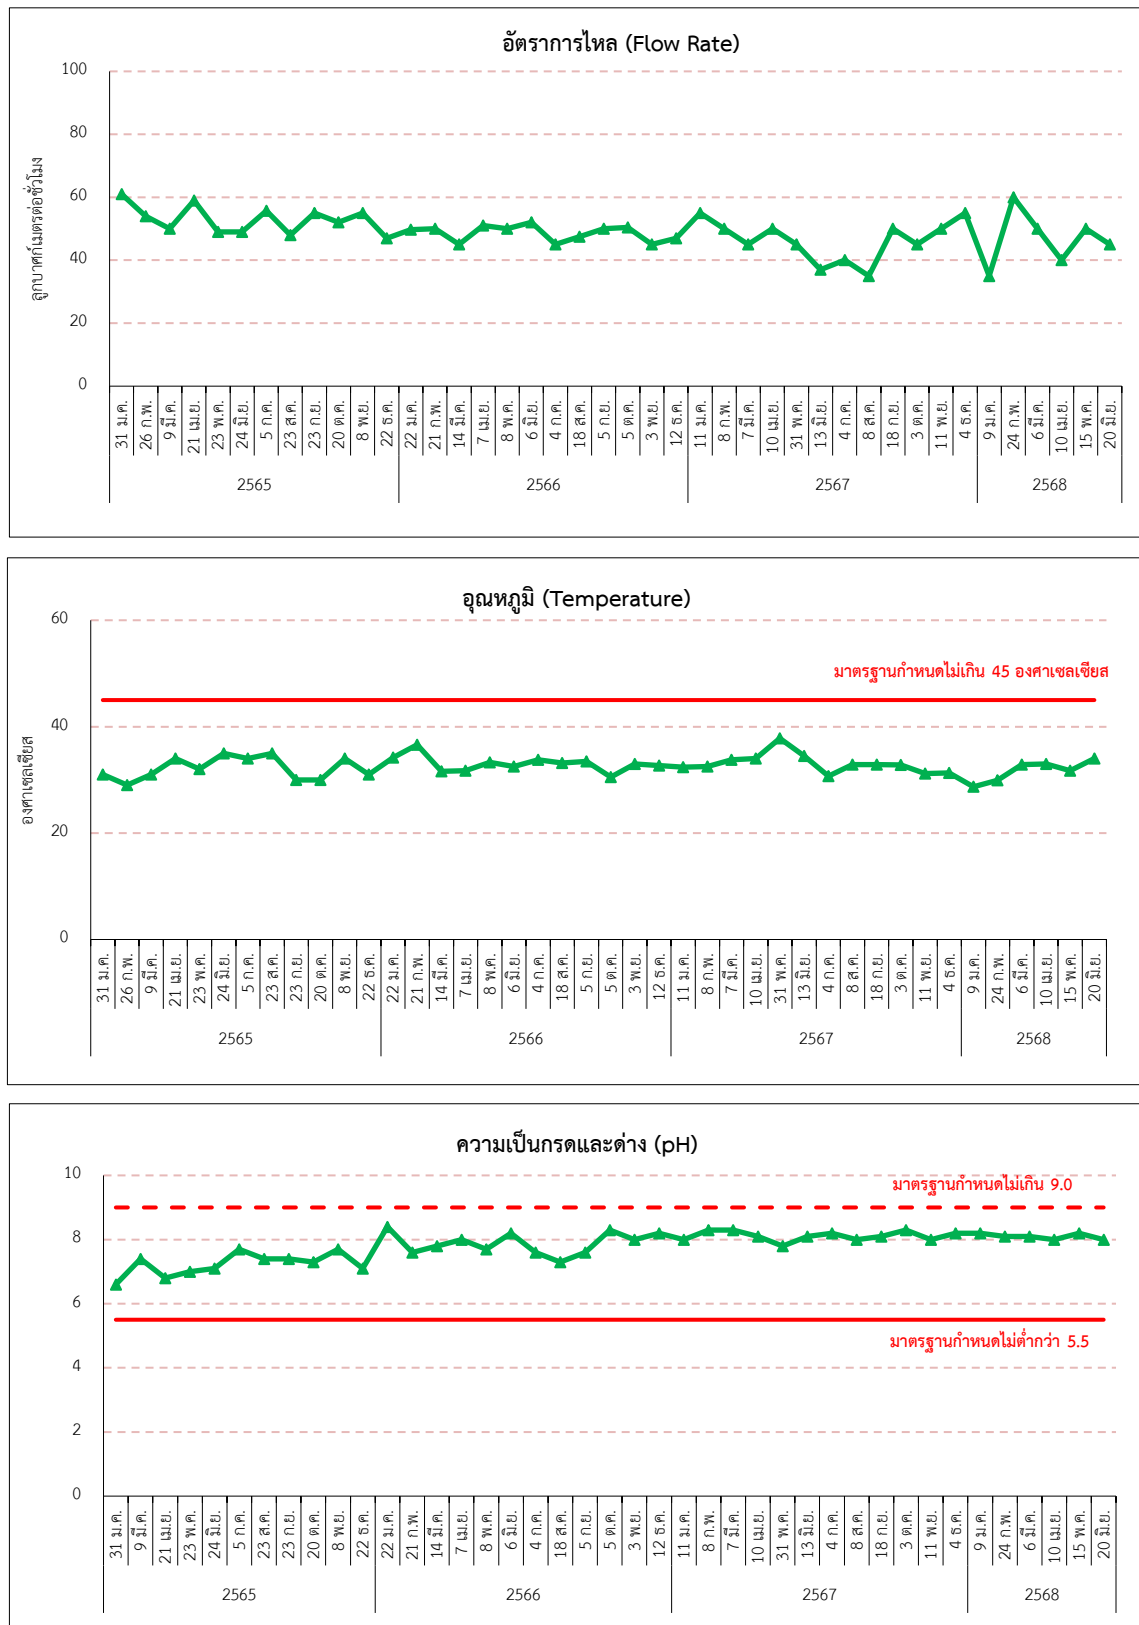 อัตราการไหล (Flow Rate)
ลูกบาศก์เมตรต่อชั่วโมง
100
80
60
40
20
0
31 ม.ค. 26 ก.พ. 9 มี.ค. 21 เม.ย. 23 พ.ค. 24 มิ.ย. 5 ก.ค. 23 ส.ค. 23 ก.ย. 20 ต.ค. 8 พ.ย. 22 ธ.ค. 22 ม.ค. 21 ก.พ. 14 มี.ค. 7 เม.ย. 8 พ.ค. 6 มิ.ย. 4 ก.ค. 18 ส.ค. 5 ก.ย. 5 ต.ค. 3 พ.ย. 12 ธ.ค. 11 ม.ค. 8 ก.พ. 7 มี.ค. 10 เม.ย. 31 พ.ค. 13 มิ.ย. 4 ก.ค. 8 ส.ค. 18 ก.ย. 3 ต.ค. 11 พ.ย. 4 ธ.ค. 9 ม.ค. 24 ก.พ. 6 มี.ค. 10 เม.ย. 15 พ.ค. 20 มิ.ย.
2565 2566 2567 2568
อุณหภูมิ (Temperature)
องศาเซลเซียส
60
มาตรฐานกำหนดไม่เกิน 45 องศาเซลเซียส
40
20
0
31 ม.ค. 26 ก.พ. 9 มี.ค. 21 เม.ย. 23 พ.ค. 24 มิ.ย. 5 ก.ค. 23 ส.ค. 23 ก.ย. 20 ต.ค. 8 พ.ย. 22 ธ.ค. 22 ม.ค. 21 ก.พ. 14 มี.ค. 7 เม.ย. 8 พ.ค. 6 มิ.ย. 4 ก.ค. 18 ส.ค. 5 ก.ย. 5 ต.ค. 3 พ.ย. 12 ธ.ค. 11 ม.ค. 8 ก.พ. 7 มี.ค. 10 เม.ย. 31 พ.ค. 13 มิ.ย. 4 ก.ค. 8 ส.ค. 18 ก.ย. 3 ต.ค. 11 พ.ย. 4 ธ.ค. 9 ม.ค. 24 ก.พ. 6 มี.ค. 10 เม.ย. 15 พ.ค. 20 มิ.ย.
2565 2566 2567 2568
ความเป็นกรดและด่าง (pH)
10
มาตรฐานกำหนดไม่เกิน 9.0
8
6
มาตรฐานกำหนดไม่ต่ำกว่า 5.5
4
2
0
31 ม.ค. 9 มี.ค. 21 เม.ย. 23 พ.ค. 24 มิ.ย. 5 ก.ค. 23 ส.ค. 23 ก.ย. 20 ต.ค. 8 พ.ย. 22 ธ.ค. 22 ม.ค. 21 ก.พ. 14 มี.ค. 7 เม.ย. 8 พ.ค. 6 มิ.ย. 4 ก.ค. 18 ส.ค. 5 ก.ย. 5 ต.ค. 3 พ.ย. 12 ธ.ค. 11 ม.ค. 8 ก.พ. 7 มี.ค. 10 เม.ย. 31 พ.ค. 13 มิ.ย. 4 ก.ค. 8 ส.ค. 18 ก.ย. 3 ต.ค. 11 พ.ย. 4 ธ.ค. 9 ม.ค. 24 ก.พ. 6 มี.ค. 10 เม.ย. 15 พ.ค. 20 มิ.ย.
2565 2566 2567 2568